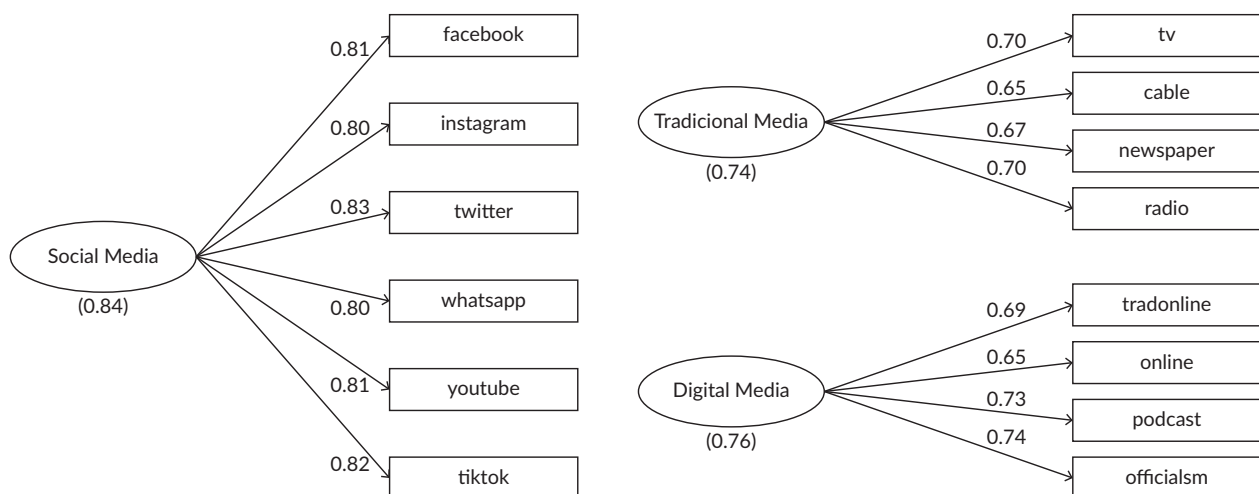 0.81
facebook
0.80
instagram
0.83
twitter
Social Media
(0.84)
0.80
whatsapp
0.81
youtube
0.82
tiktok
0.70
tv
0.65
cable
Tradicional Media
(0.74)
0.67
newspaper
0.70
radio
0.69
tradonline
0.65
online
Digital Media
(0.76)
0.73
podcast
0.74
officialsm